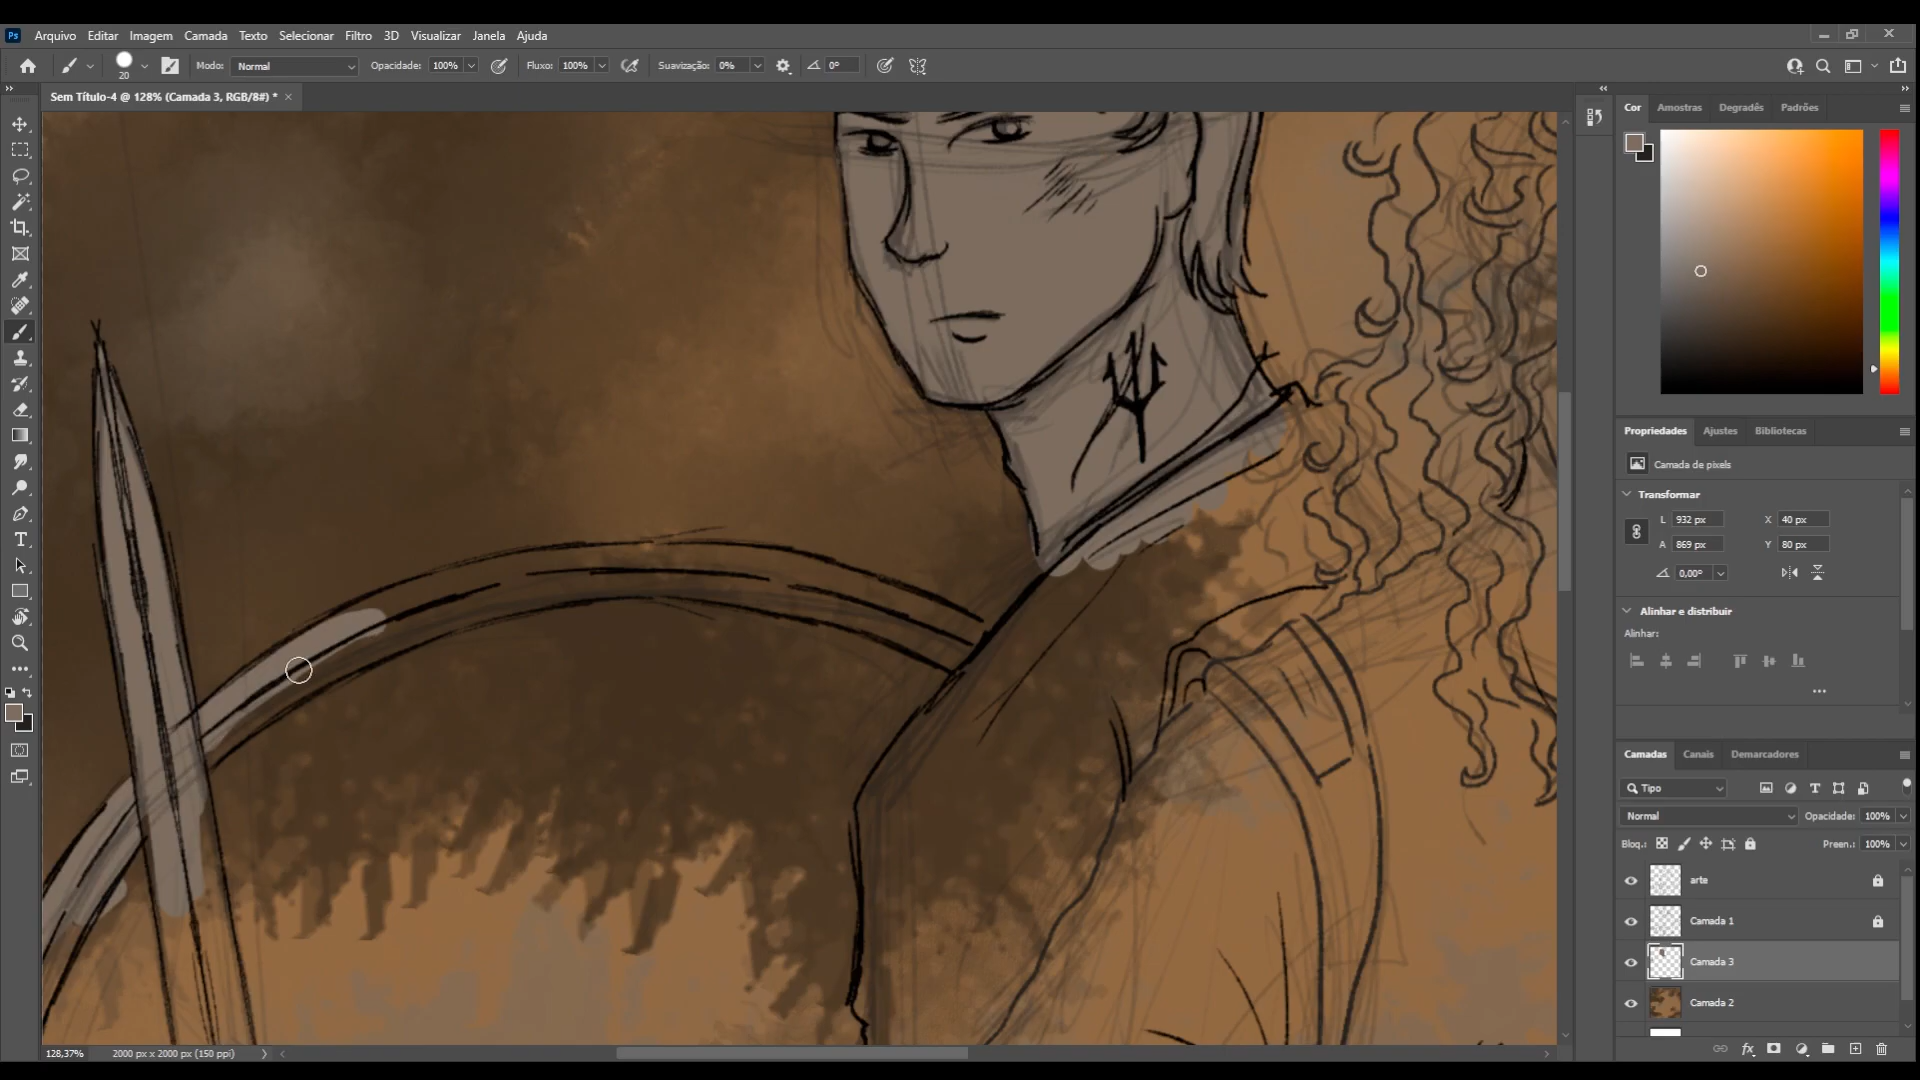 Ps Arquivo Editar Imagem Camada Texto Selecionar Filtro 3D Visualizar Janela Ajuda
20 Modo: Normal Opacidade: 100% Fluxo: 100% Suavização: 0% 0°
Sem Título-4 @ 128% (Camada 3, RGB/8#) * ×
Cor Amostras Degradês Padrões
Propriedades Ajustes Bibliotecas
Camada de pixels
Transformar
L 932 px X 40 px
A 869 px Y 80 px
0,00°
Alinhar e distribuir
Alinhar:
Camadas Canais Demarcadores
Tipo
Normal Opacidade: 100%
Bloq.: Preen.: 100%
arte
Camada 1
Camada 3
Camada 2
fx
128,37% 2000 px x 2000 px (150 ppi)